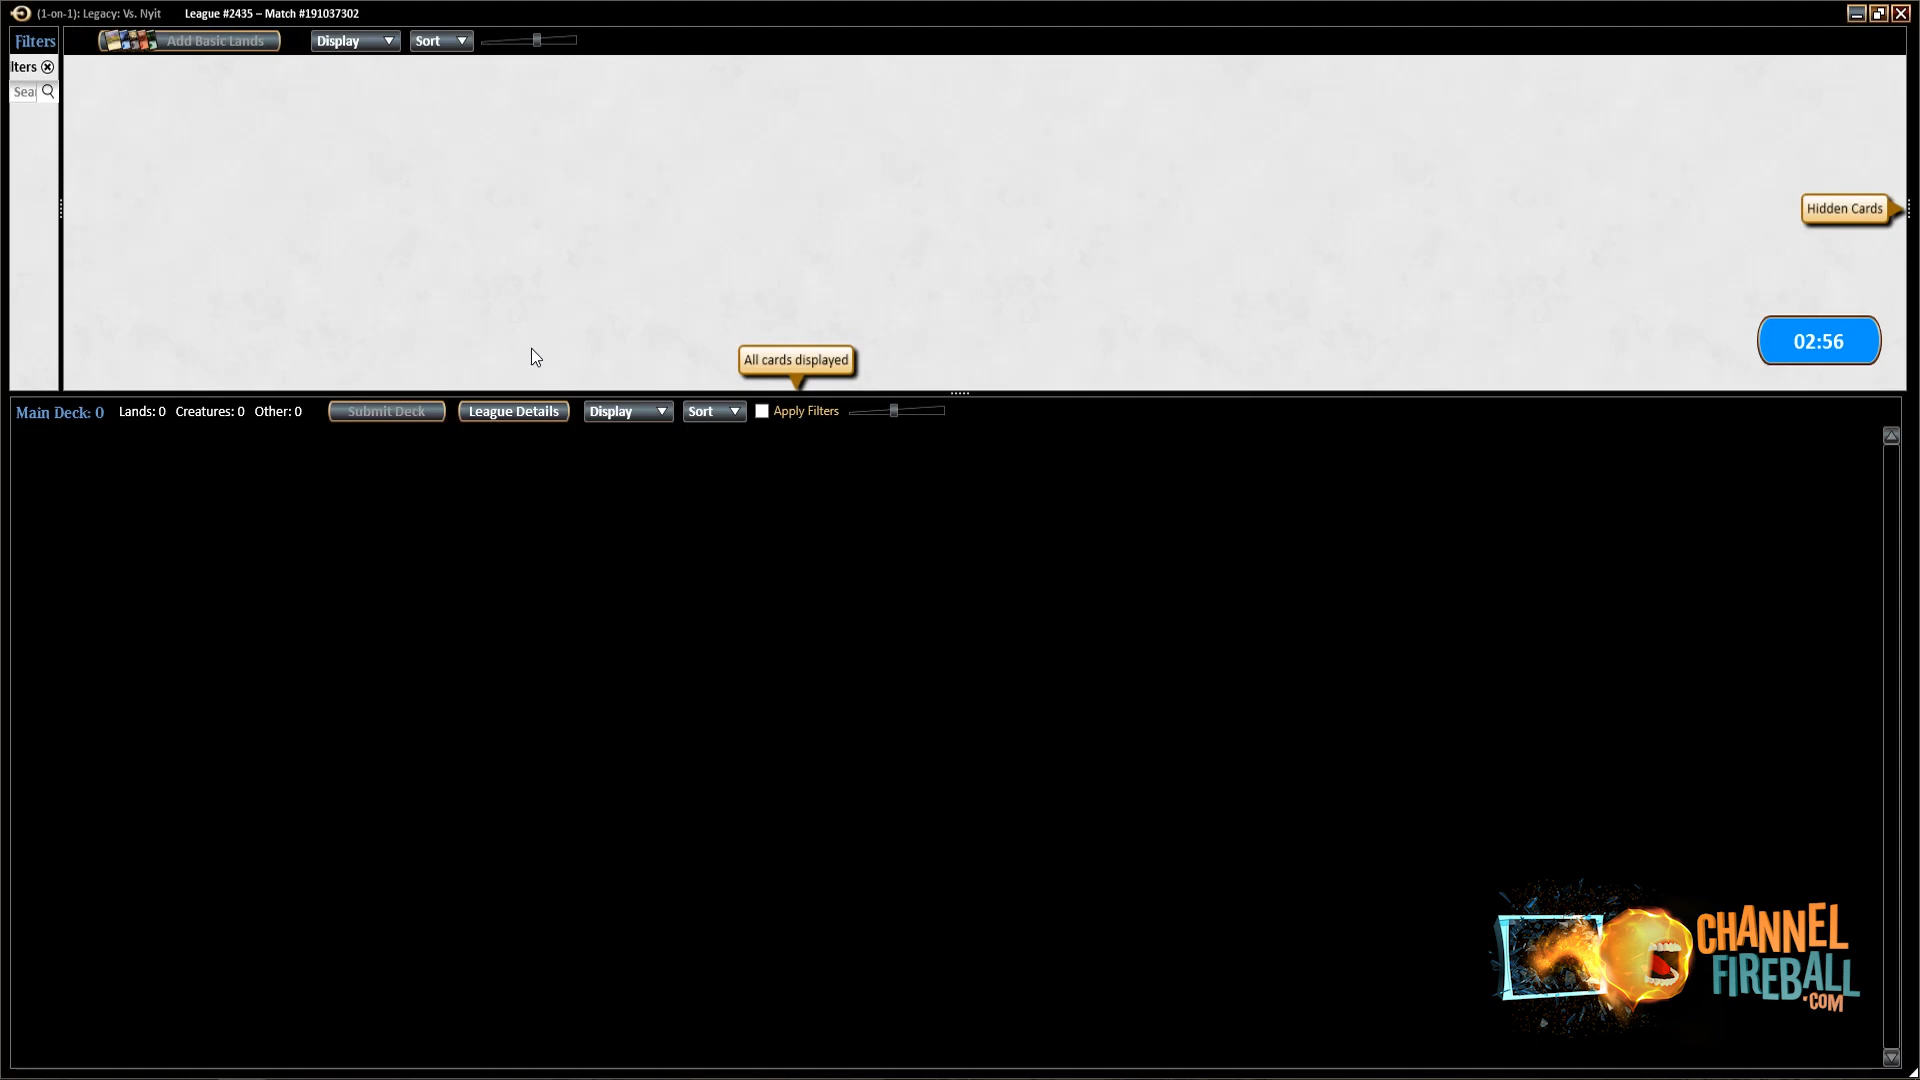 (1-on-1): Legacy: Vs. Nyit League #2435 – Match #191037302
Filters Add Basic Lands Display Sort
lters
Sea
Hidden Cards
02:56
All cards displayed
Main Deck: 0 Lands: 0 Creatures: 0 Other: 0 Submit Deck League Details Display Sort Apply Filters
CHANNEL
FIREBALL
.COM